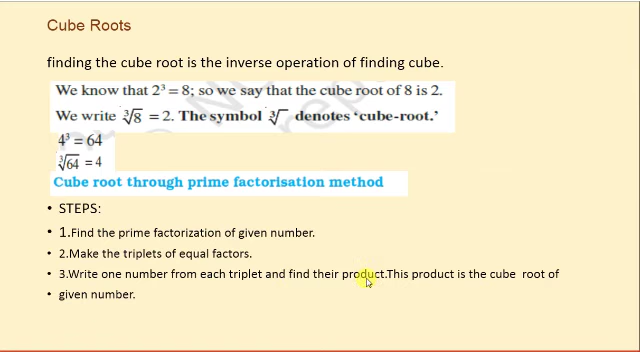 Cube Roots
finding the cube root is the inverse operation of finding cube.
We know that 2³ = 8; so we say that the cube root of 8 is 2.
We write ∛8 = 2. The symbol ∛ denotes ‘cube-root.’
4³ = 64
∛64 = 4
Cube root through prime factorisation method
• STEPS:
• 1.Find the prime factorization of given number.
• 2.Make the triplets of equal factors.
• 3.Write one number from each triplet and find their product.This product is the cube root of
• given number.